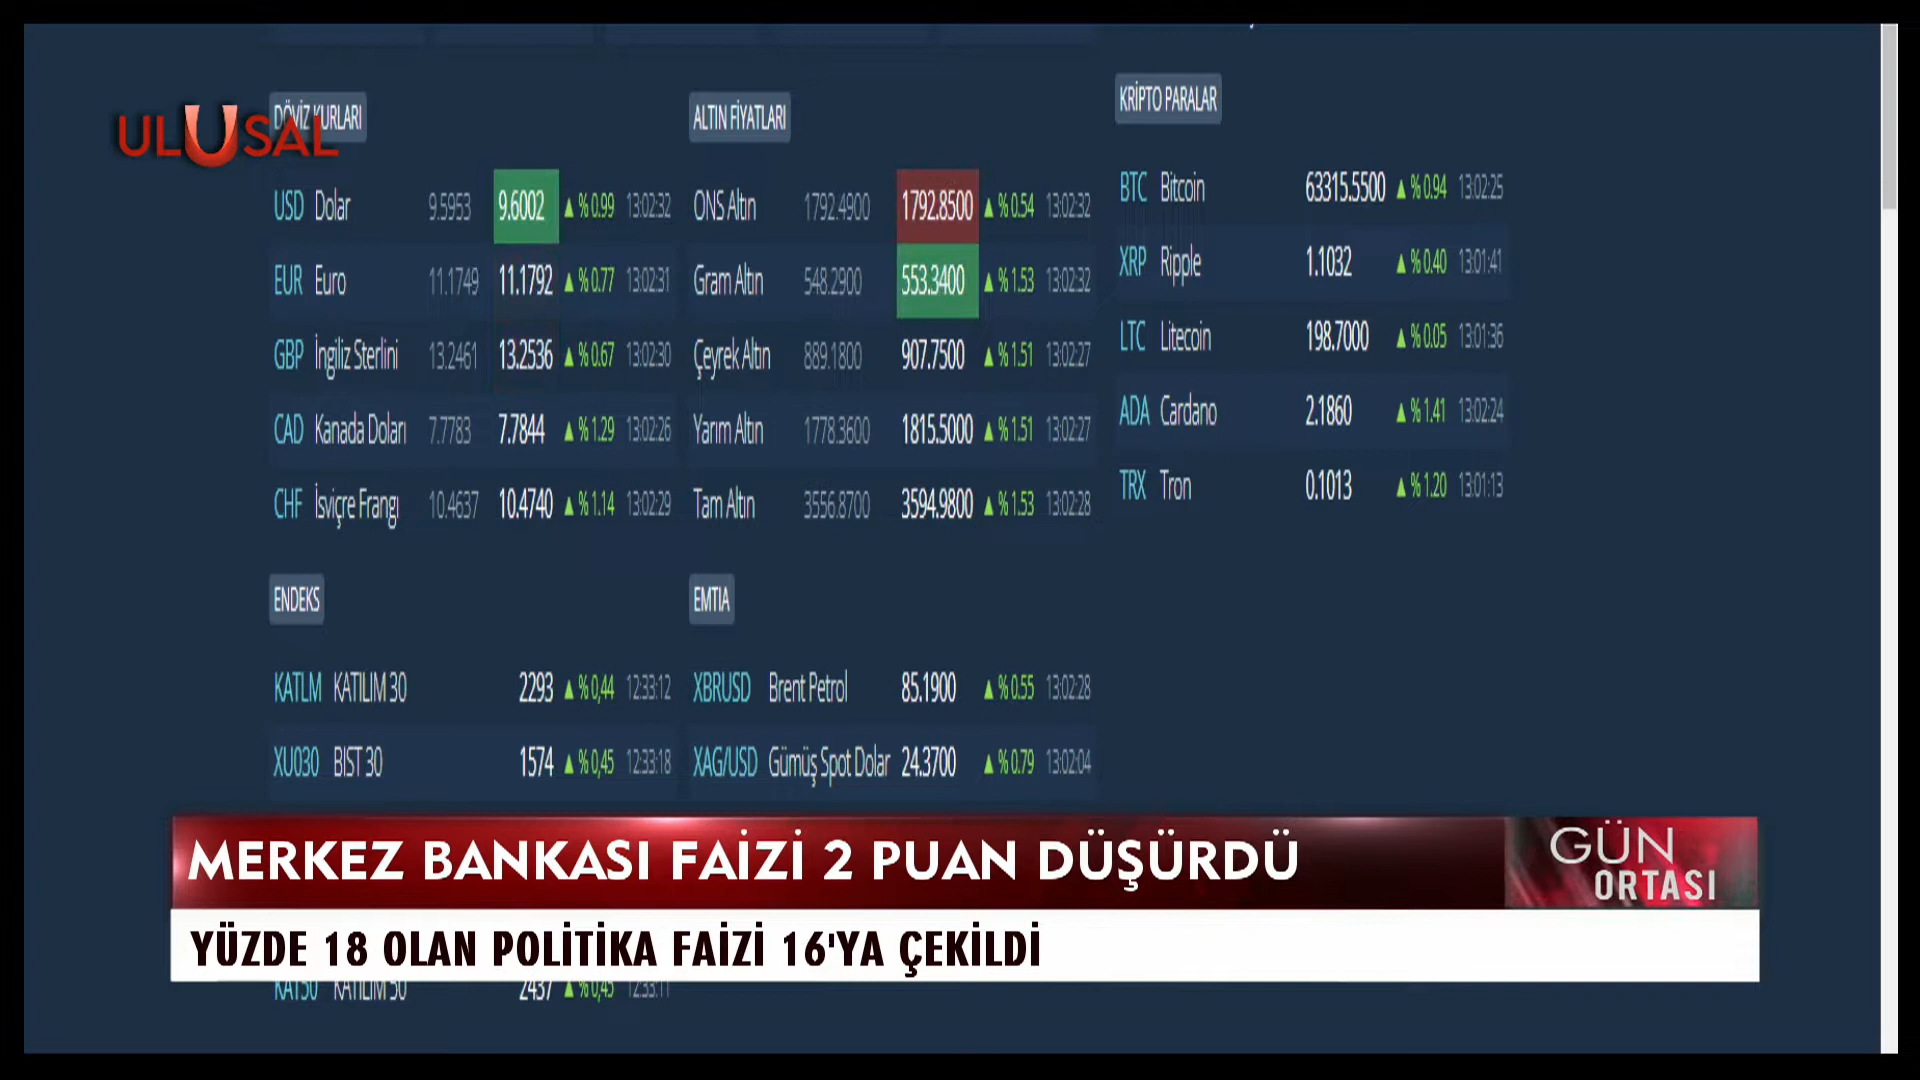 ULUSAL
DÖVİZ KURLARI
USD Dolar 9.5953 9.6002 ▲ % 0.99 13:02:32
EUR Euro 11.1749 11.1792 ▲ % 0.77 13:02:31
GBP İngiliz Sterlini 13.2461 13.2536 ▲ % 0.67 13:02:30
CAD Kanada Doları 7.7783 7.7844 ▲ % 1.29 13:02:26
CHF İsviçre Frangı 10.4637 10.4740 ▲ % 1.14 13:02:29
ALTIN FİYATLARI
ONS Altın 1792.4900 1792.8500 ▲ % 0.54 13:02:32
Gram Altın 548.2900 553.3400 ▲ % 1.53 13:02:32
Çeyrek Altın 889.1800 907.7500 ▲ % 1.51 13:02:27
Yarım Altın 1778.3600 1815.5000 ▲ % 1.51 13:02:27
Tam Altın 3556.8700 3594.9800 ▲ % 1.53 13:02:28
KRİPTO PARALAR
BTC Bitcoin 63315.5500 ▲ % 0.94 13:02:25
XRP Ripple 1.1032 ▲ % 0.40 13:01:41
LTC Litecoin 198.7000 ▲ % 0.05 13:01:36
ADA Cardano 2.1860 ▲ % 1.41 13:02:24
TRX Tron 0.1013 ▲ % 1.20 13:01:13
ENDEKS
KATLM KATILIM 30 2293 ▲ % 0,44 12:33:12
XU030 BIST 30 1574 ▲ % 0,45 12:33:18
EMTIA
XBRUSD Brent Petrol 85.1900 ▲ % 0.55 13:02:28
XAG/USD Gümüş Spot Dolar 24.3700 ▲ % 0.79 13:02:04
MERKEZ BANKASI FAİZİ 2 PUAN DÜŞÜRDÜ
GÜN
ORTASI
YÜZDE 18 OLAN POLİTİKA FAİZİ 16'YA ÇEKİLDİ
KAT50 KATILIM 50 2437 ▲ % 0,45 12:33:11